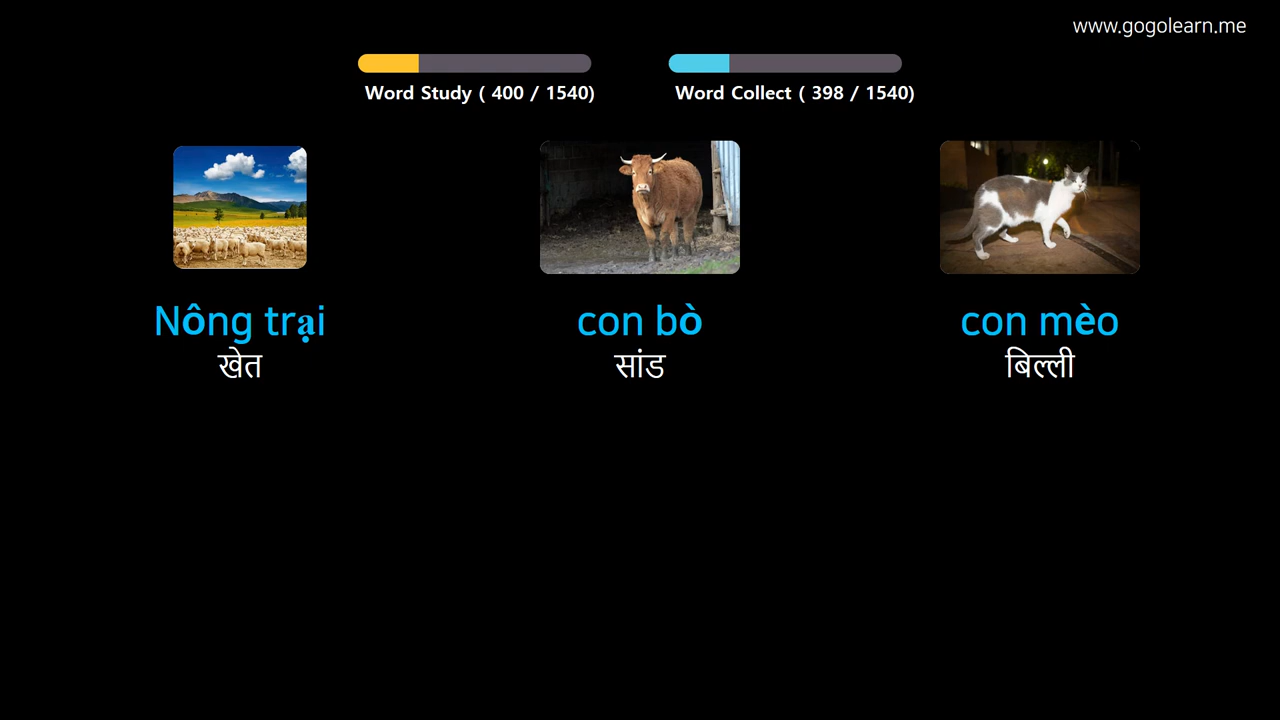 www.gogolearn.me
Word Study ( 400 / 1540)
Word Collect ( 398 / 1540)
Nông trại
खेत
con bò
सांड
con mèo
बिल्ली